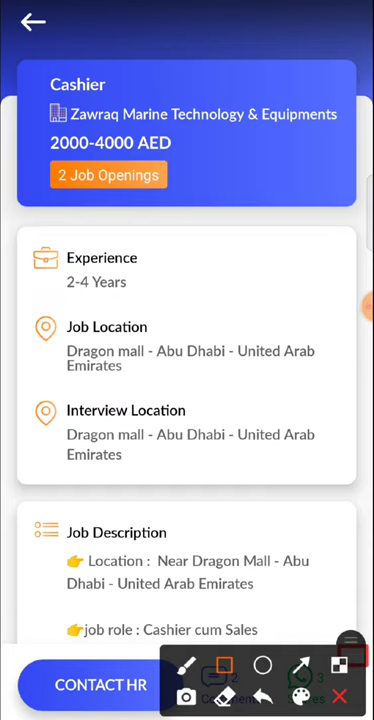 Cashier
Zawraq Marine Technology & Equipments
2000-4000 AED
2 Job Openings
Experience
2-4 Years
Job Location
Dragon mall - Abu Dhabi - United Arab
Emirates
Interview Location
Dragon mall - Abu Dhabi - United Arab
Emirates
Job Description
👉 Location : Near Dragon Mall - Abu
Dhabi - United Arab Emirates
👉job role : Cashier cum Sales
CONTACT HR